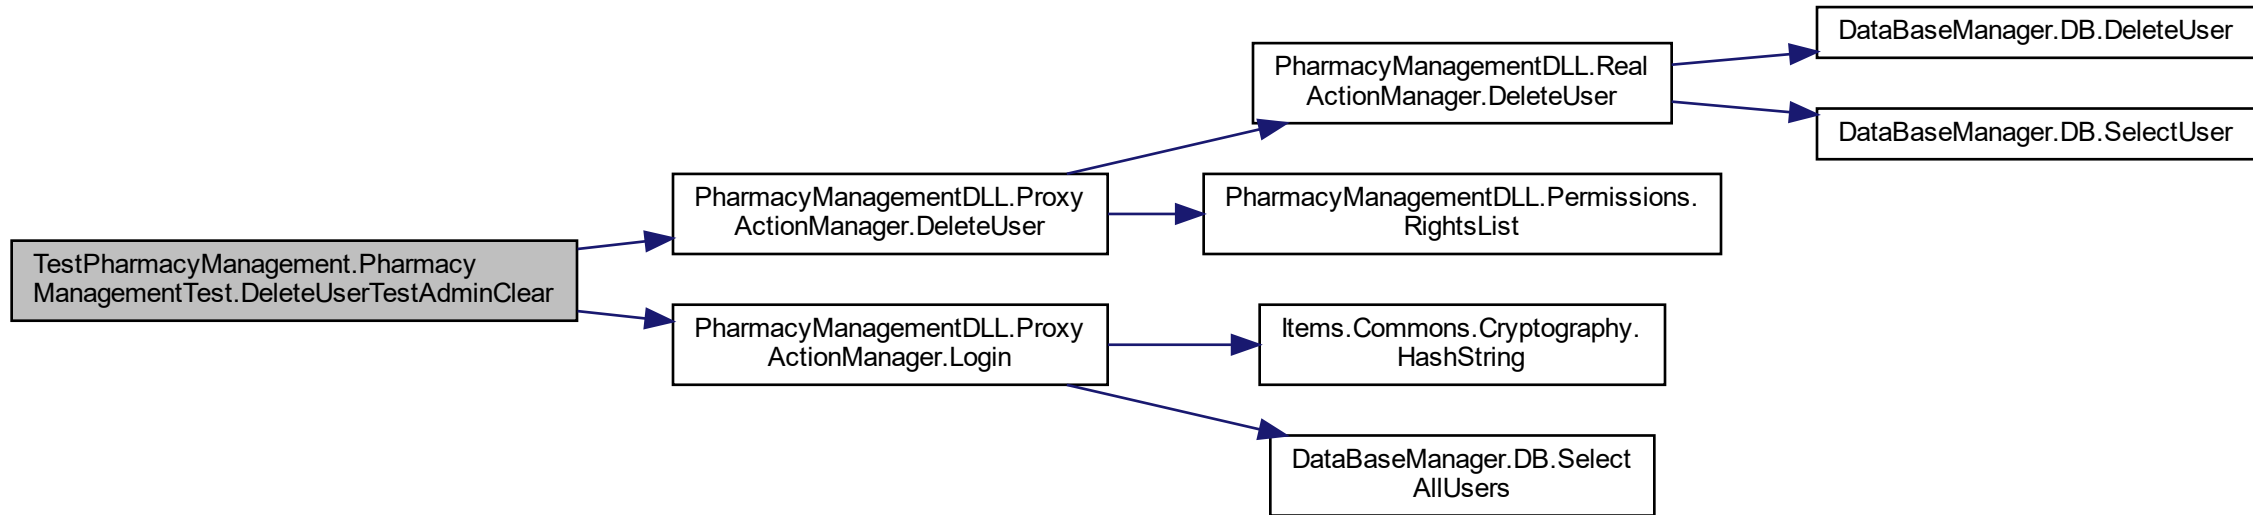 TestPharmacyManagement.Pharmacy
ManagementTest.DeleteUserTestAdminClear
PharmacyManagementDLL.Proxy
ActionManager.DeleteUser
PharmacyManagementDLL.Real
ActionManager.DeleteUser
DataBaseManager.DB.DeleteUser
DataBaseManager.DB.SelectUser
PharmacyManagementDLL.Permissions.
RightsList
PharmacyManagementDLL.Proxy
ActionManager.Login
Items.Commons.Cryptography.
HashString
DataBaseManager.DB.Select
AllUsers